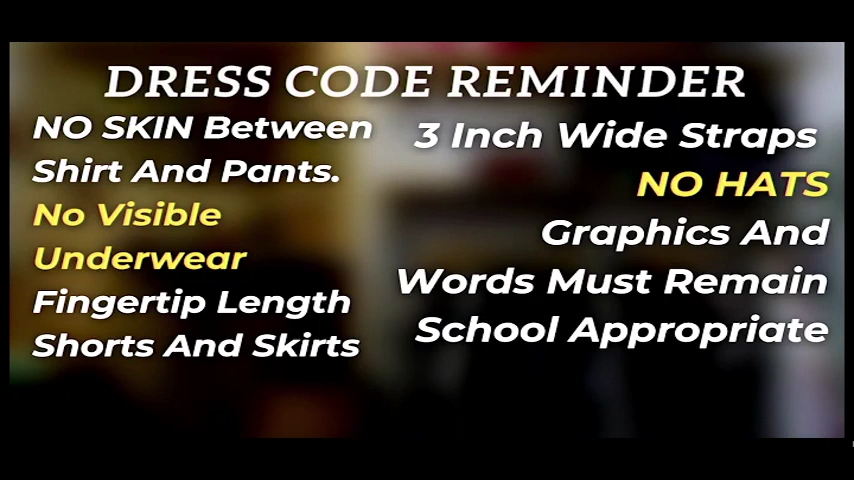 DRESS CODE REMINDER
NO SKIN Between
Shirt And Pants.
No Visible
Underwear
Fingertip Length
Shorts And Skirts
3 Inch Wide Straps
NO HATS
Graphics And
Words Must Remain
School Appropriate